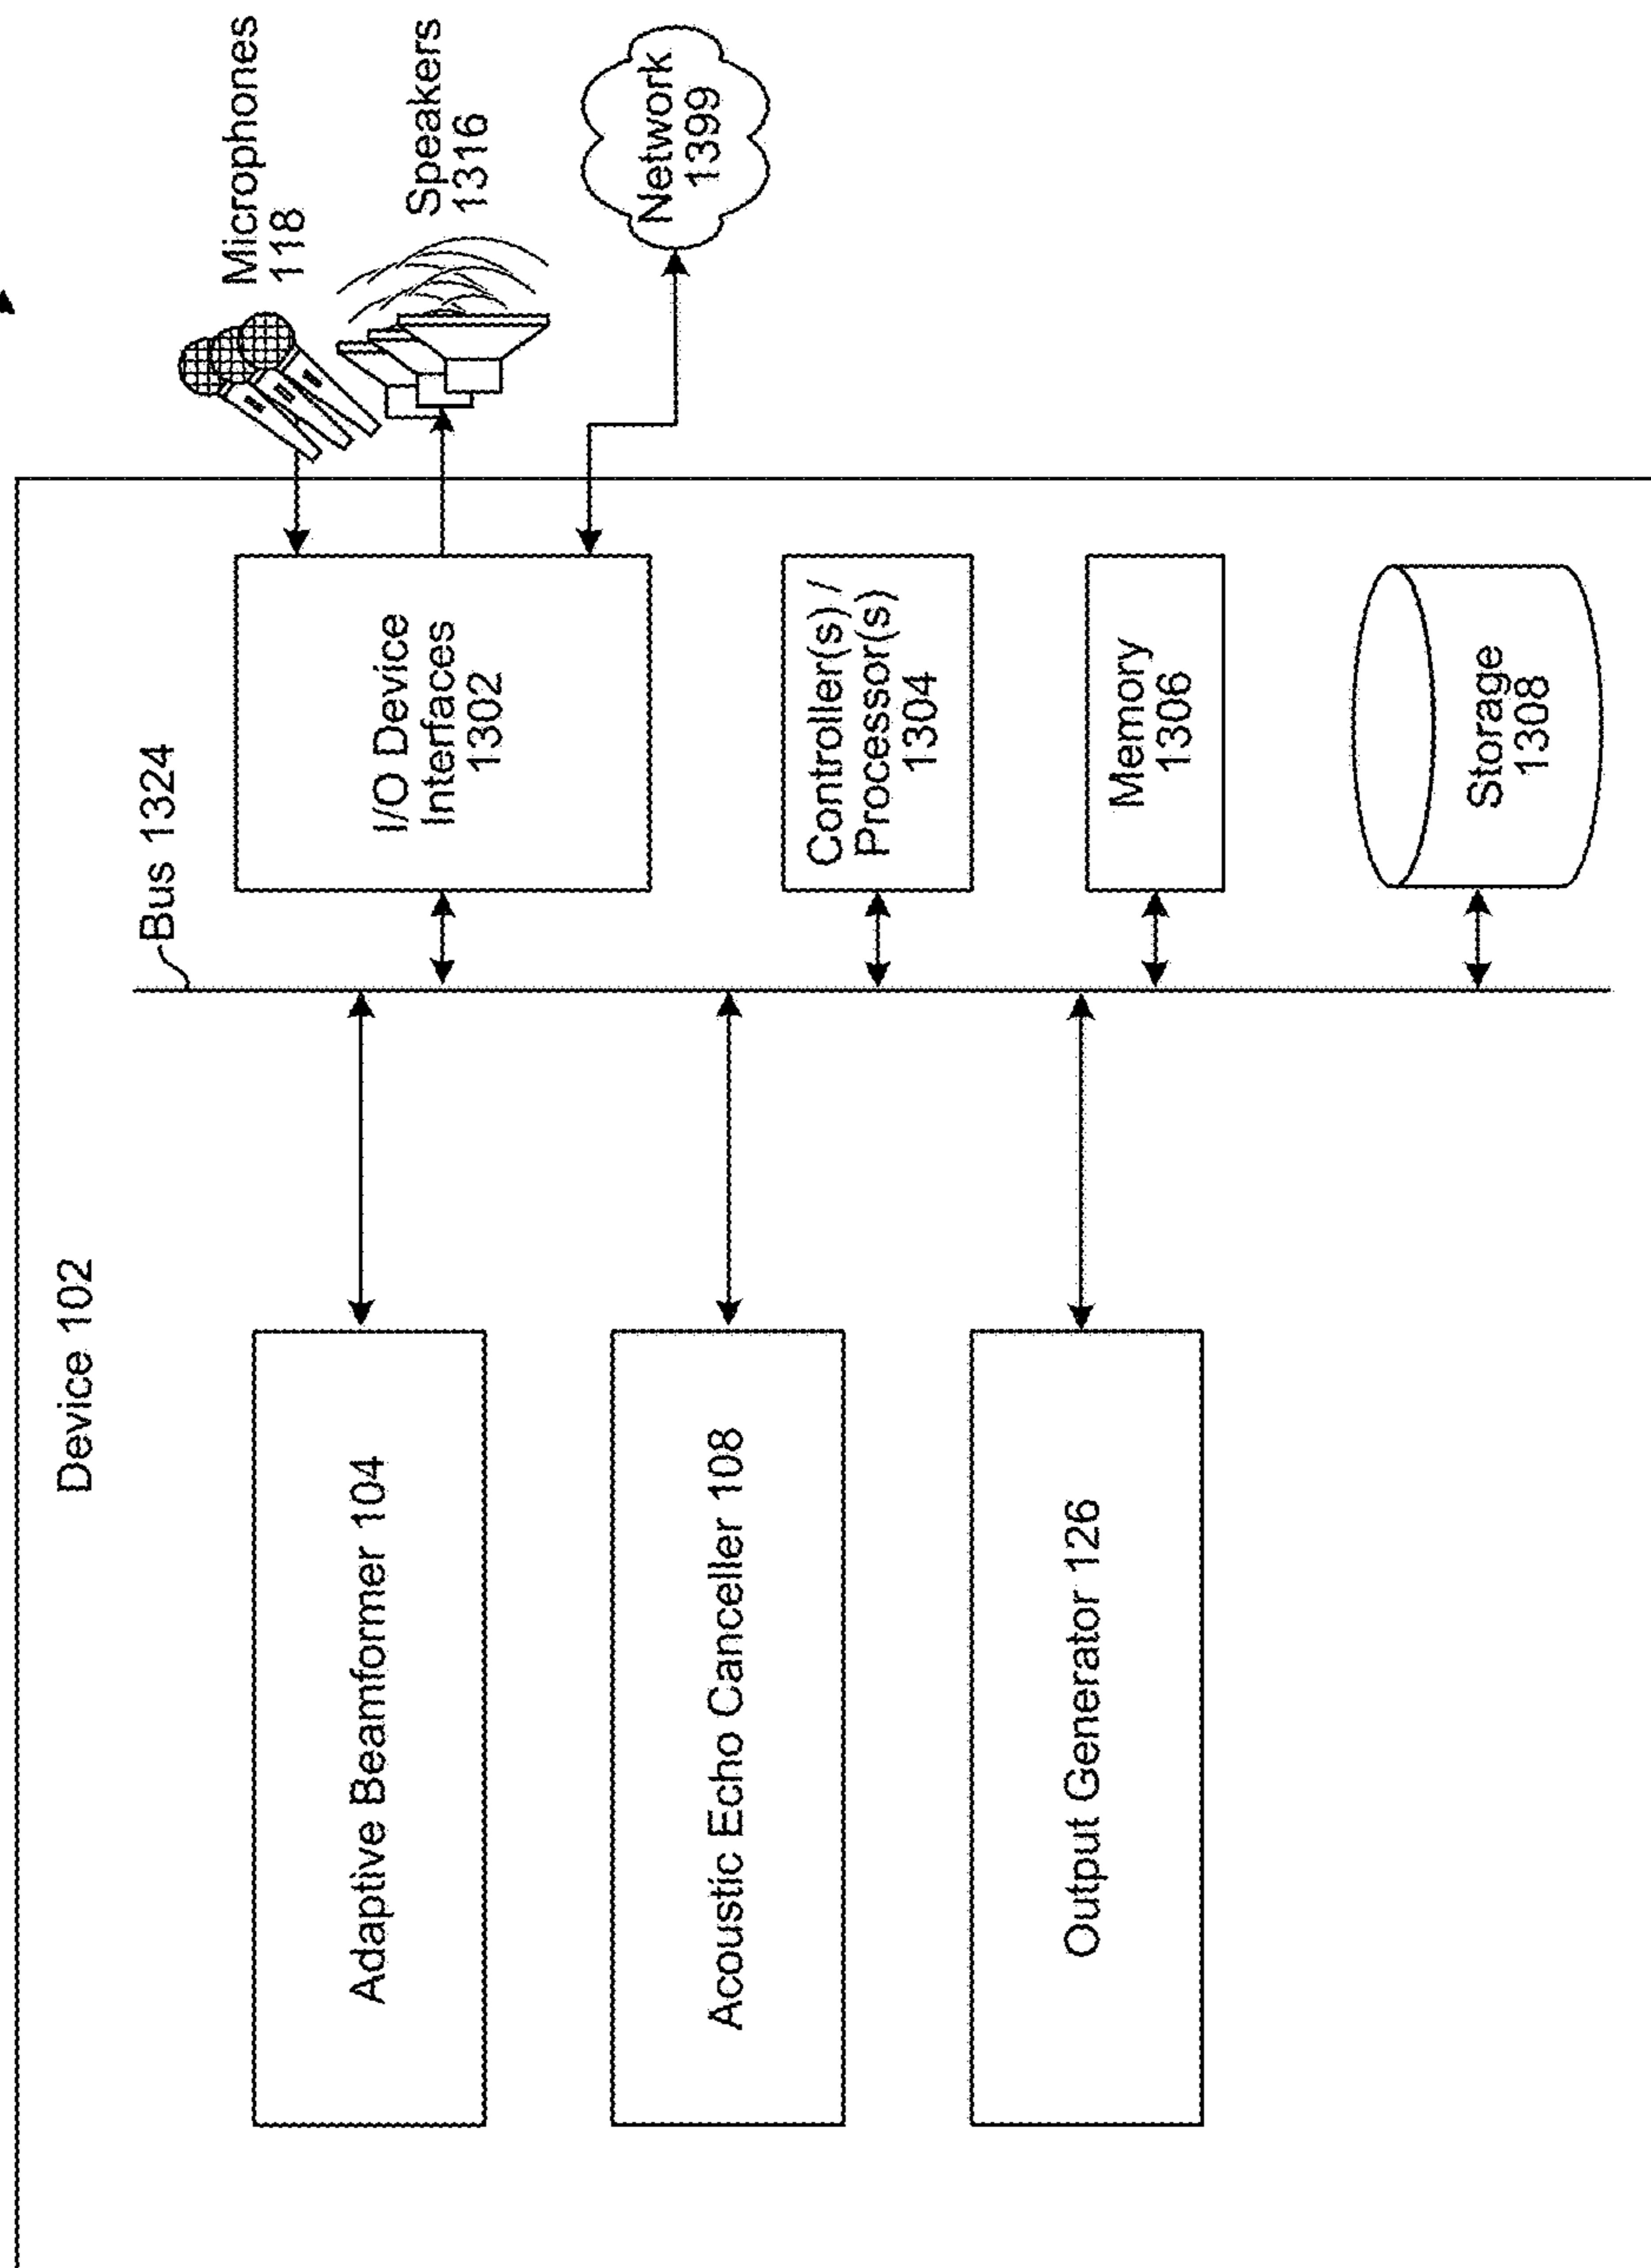 Device 102
Bus 1324
I/O Device
Interfaces
1302
Controller(s) /
Processor(s)
1304
Memory
1306
Storage
1308
Adaptive Beamformer 104
Acoustic Echo Canceller 108
Output Generator 126
Microphones
118
Speakers
1316
Network
1399